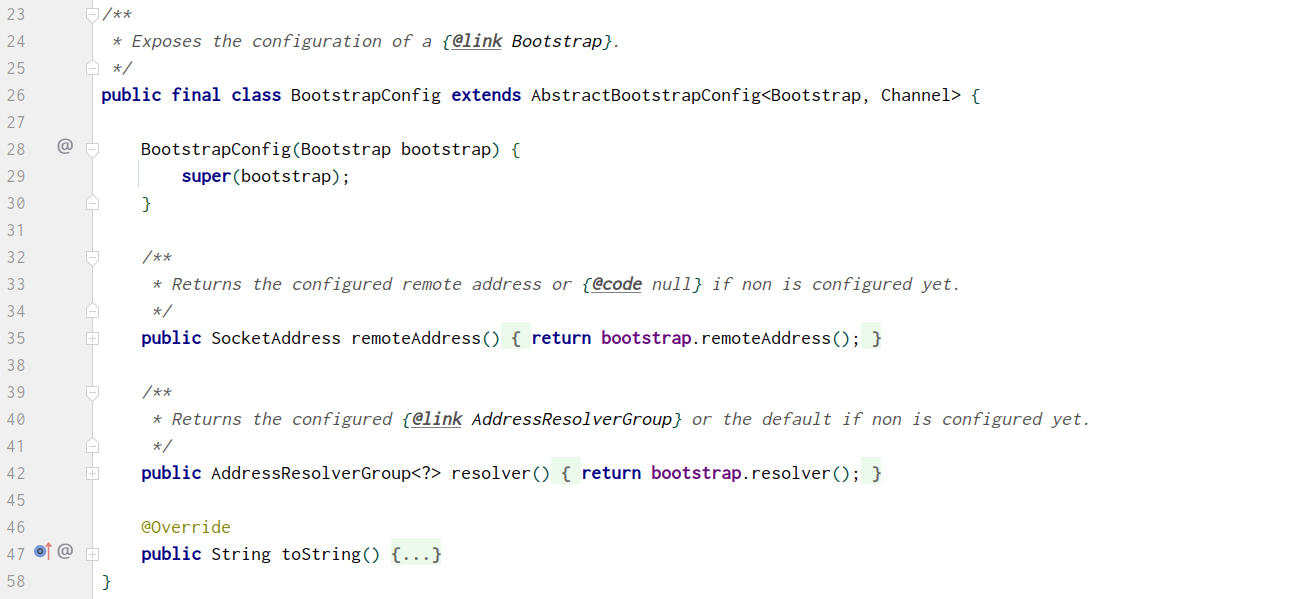 23 /**
24  * Exposes the configuration of a {@link Bootstrap}.
25  */
26 public final class BootstrapConfig extends AbstractBootstrapConfig<Bootstrap, Channel> {
27
28 @     BootstrapConfig(Bootstrap bootstrap) {
29         super(bootstrap);
30     }
31
32     /**
33      * Returns the configured remote address or {@code null} if non is configured yet.
34      */
35     public SocketAddress remoteAddress() { return bootstrap.remoteAddress(); }
38
39     /**
40      * Returns the configured {@link AddressResolverGroup} or the default if non is configured yet.
41      */
42     public AddressResolverGroup<?> resolver() { return bootstrap.resolver(); }
45
46     @Override
47 @     public String toString() {...}
58 }